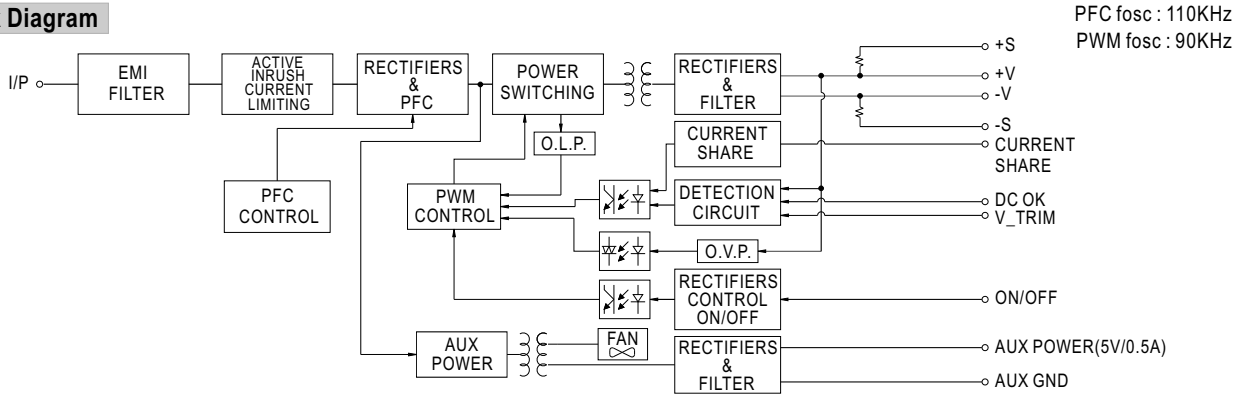 Diagram
PFC fosc : 110KHz
PWM fosc : 90KHz
I/P
EMI
FILTER
ACTIVE
INRUSH
CURRENT
LIMITING
RECTIFIERS
&
PFC
POWER
SWITCHING
RECTIFIERS
&
FILTER
+S
+V
-V
-S
CURRENT
SHARE
O.L.P.
CURRENT
SHARE
PFC
CONTROL
PWM
CONTROL
DETECTION
CIRCUIT
DC OK
V_TRIM
O.V.P.
RECTIFIERS
CONTROL
ON/OFF
ON/OFF
AUX
POWER
FAN
RECTIFIERS
&
FILTER
AUX POWER(5V/0.5A)
AUX GND